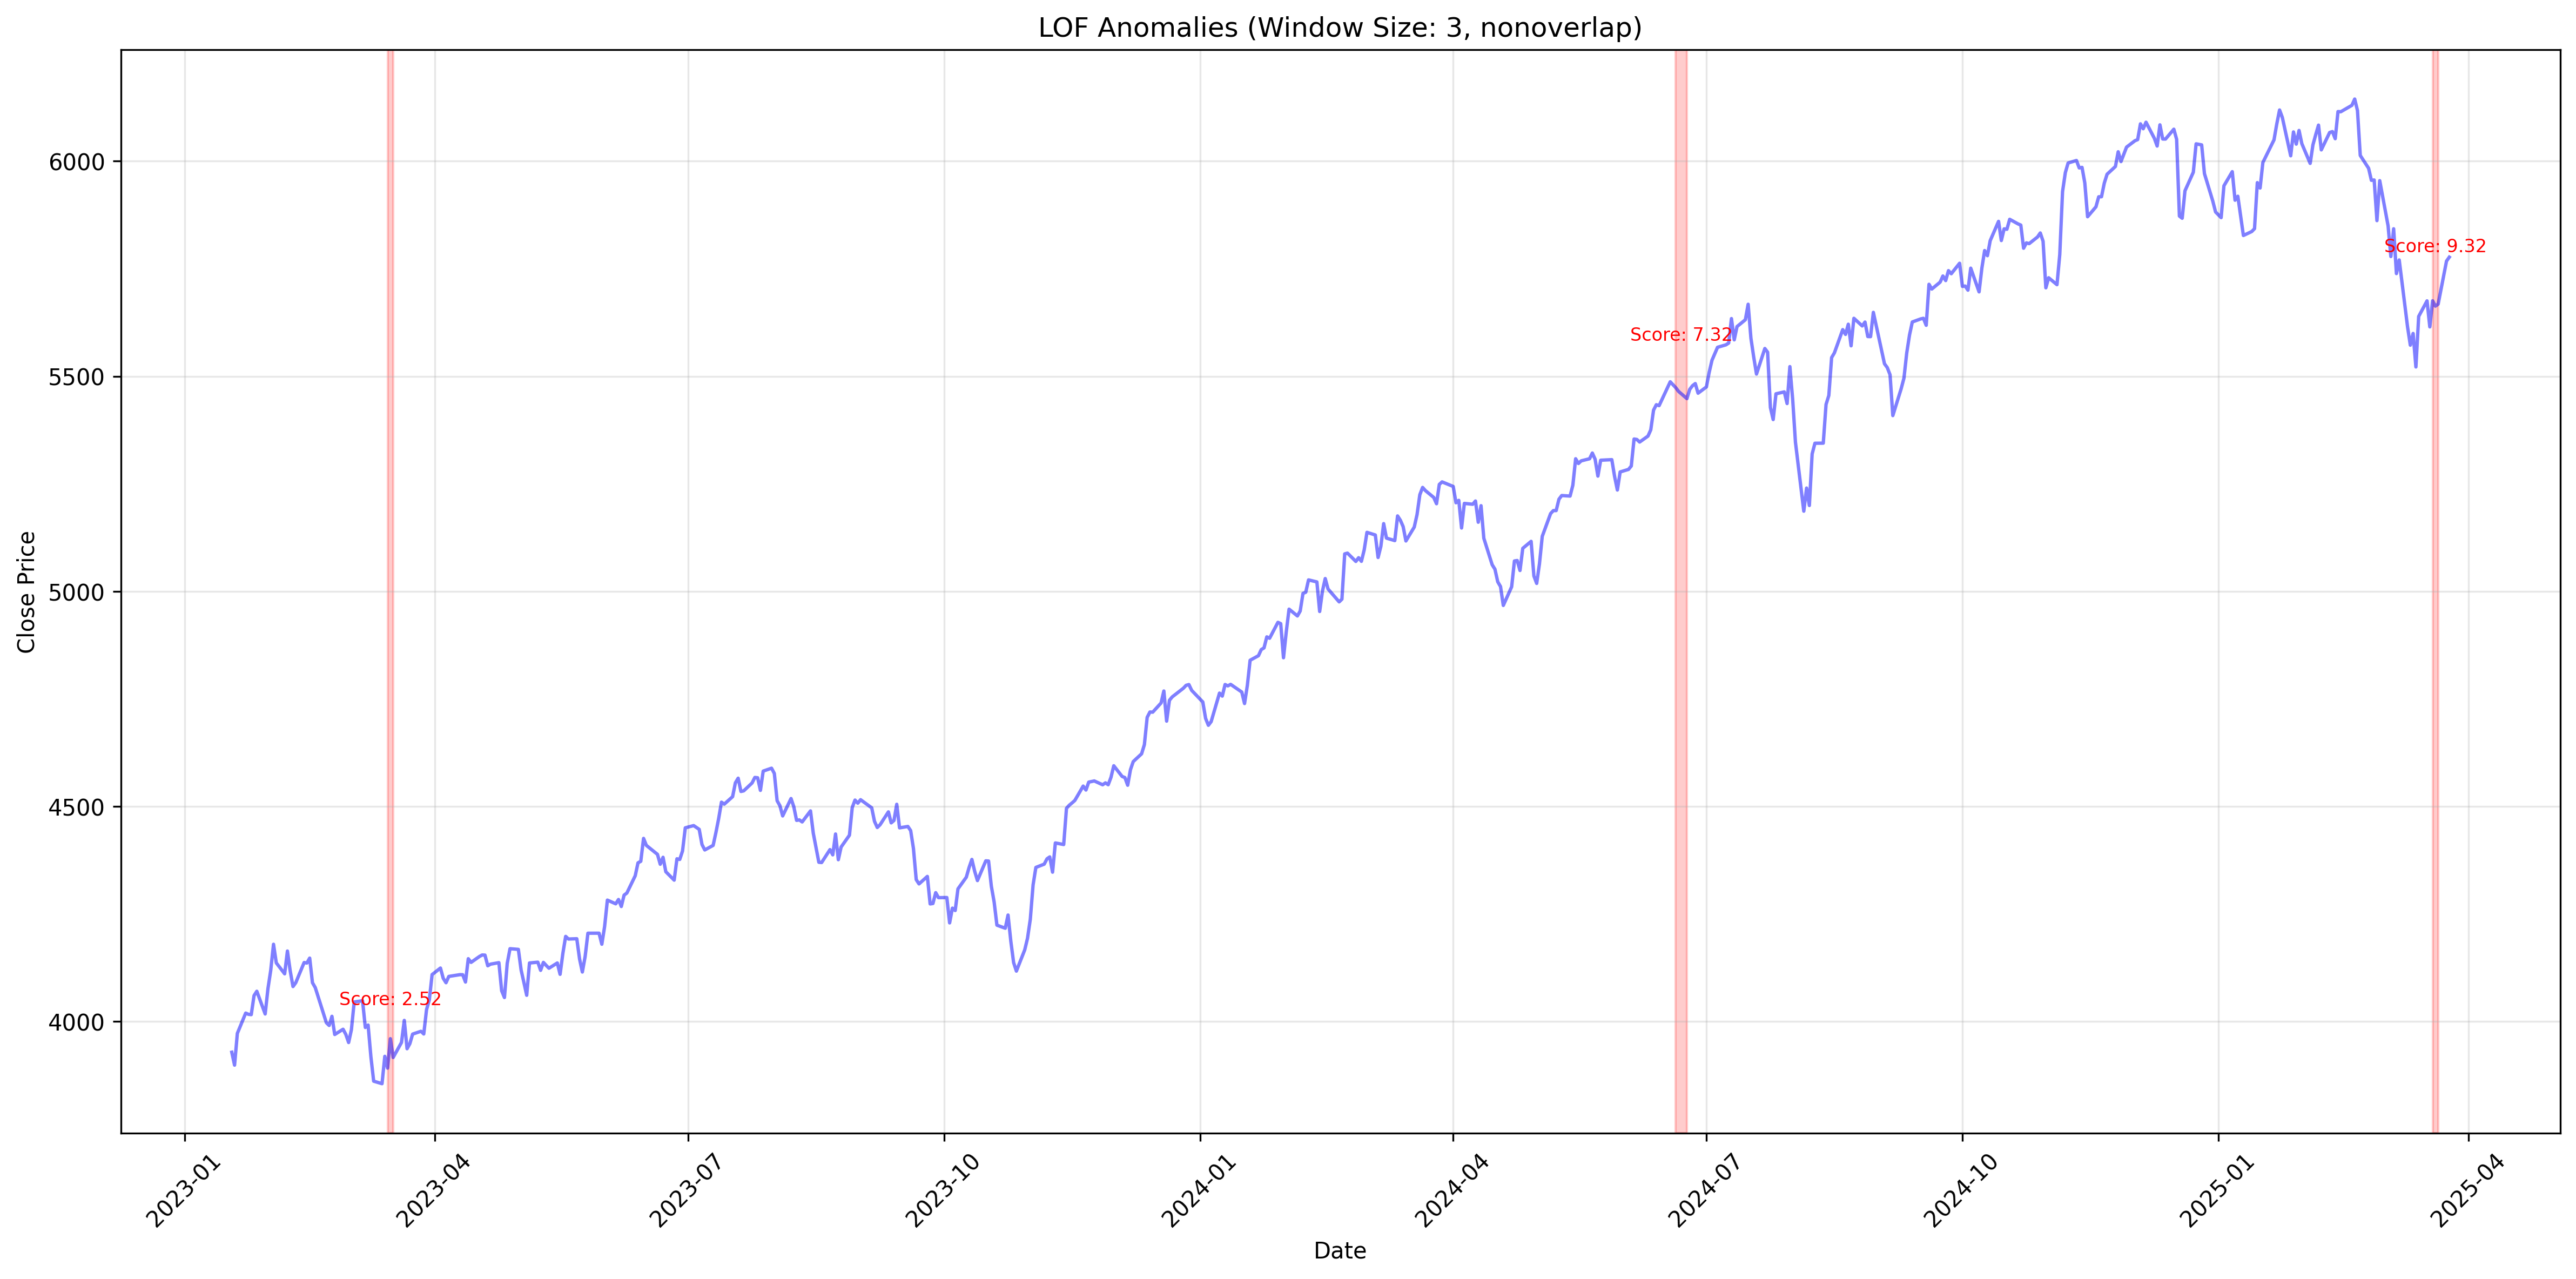 LOF Anomalies (Window Size: 3, nonoverlap)
Close Price
6000
5500
5000
4500
4000
Score: 2.52
Score: 7.32
Score: 9.32
2023-01
2023-04
2023-07
2023-10
2024-01
2024-04
2024-07
2024-10
2025-01
2025-04
Date